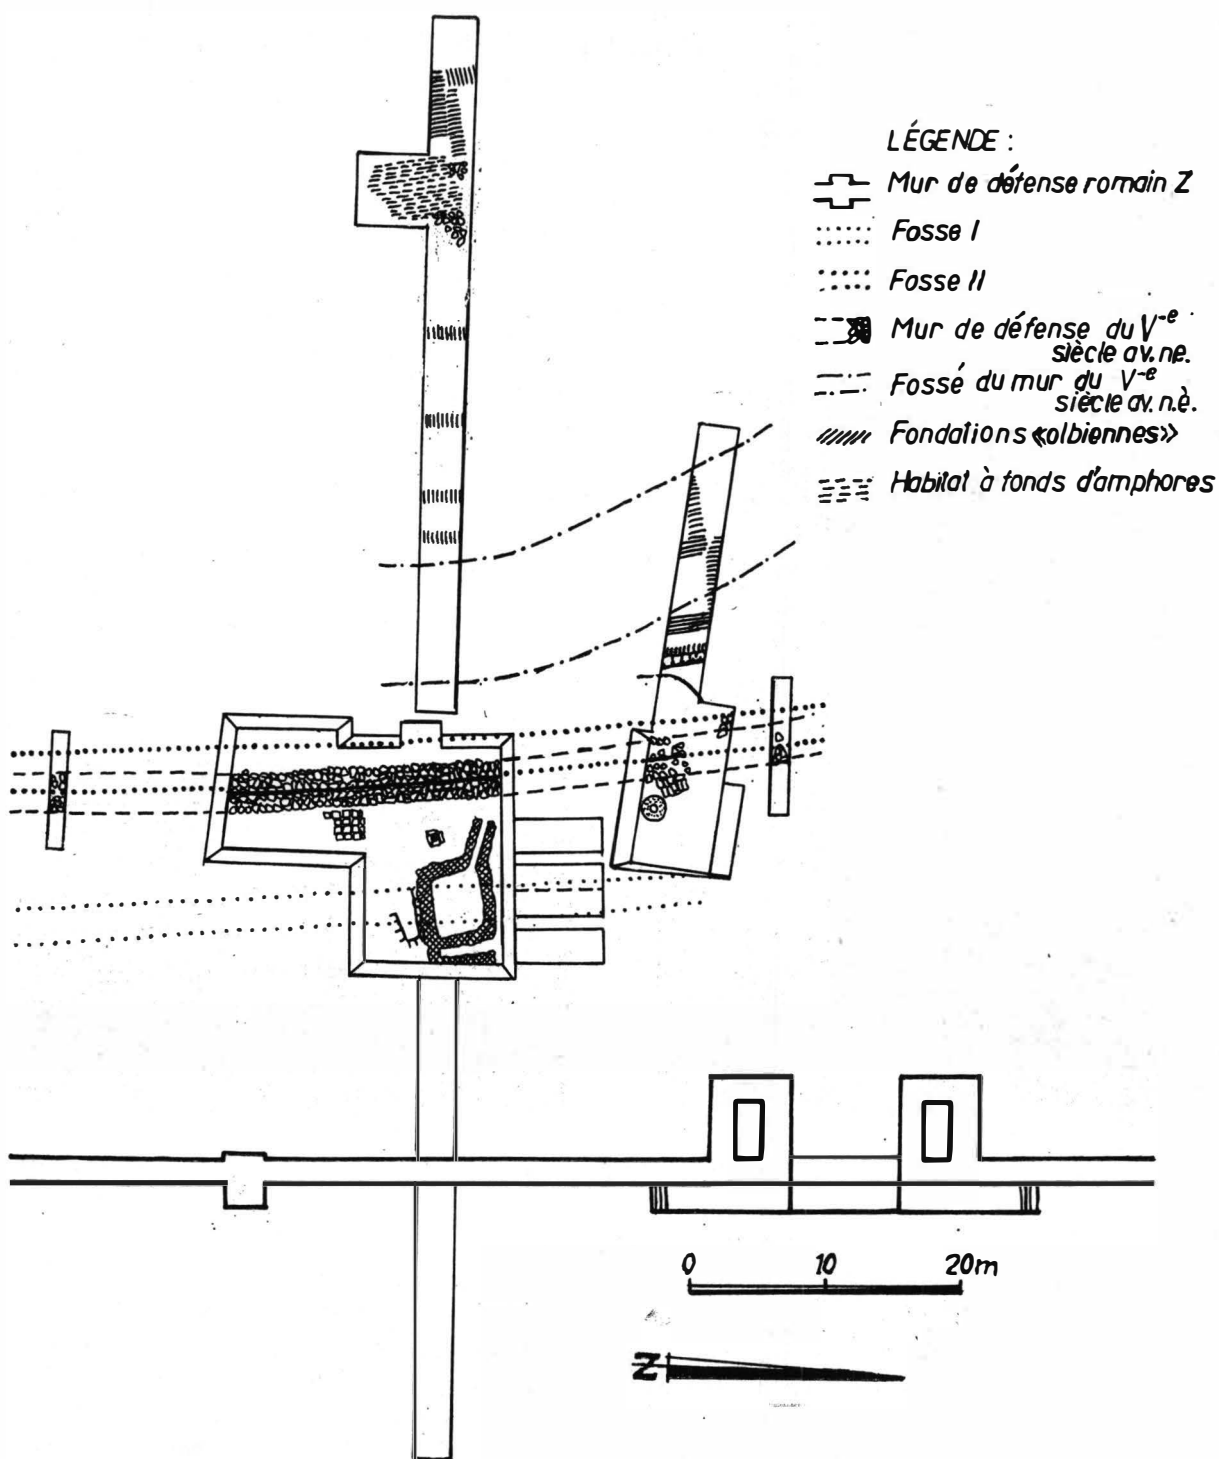 LÉGENDE :
Mur de défense romain Z
Fosse I
Fosse II
Mur de défense du V-e
siècle av. ne.
Fossé du mur du V-e
siècle av. n.è.
Fondations «olbiennes»
Habitat à fonds d'amphores
0 10 20m
Z